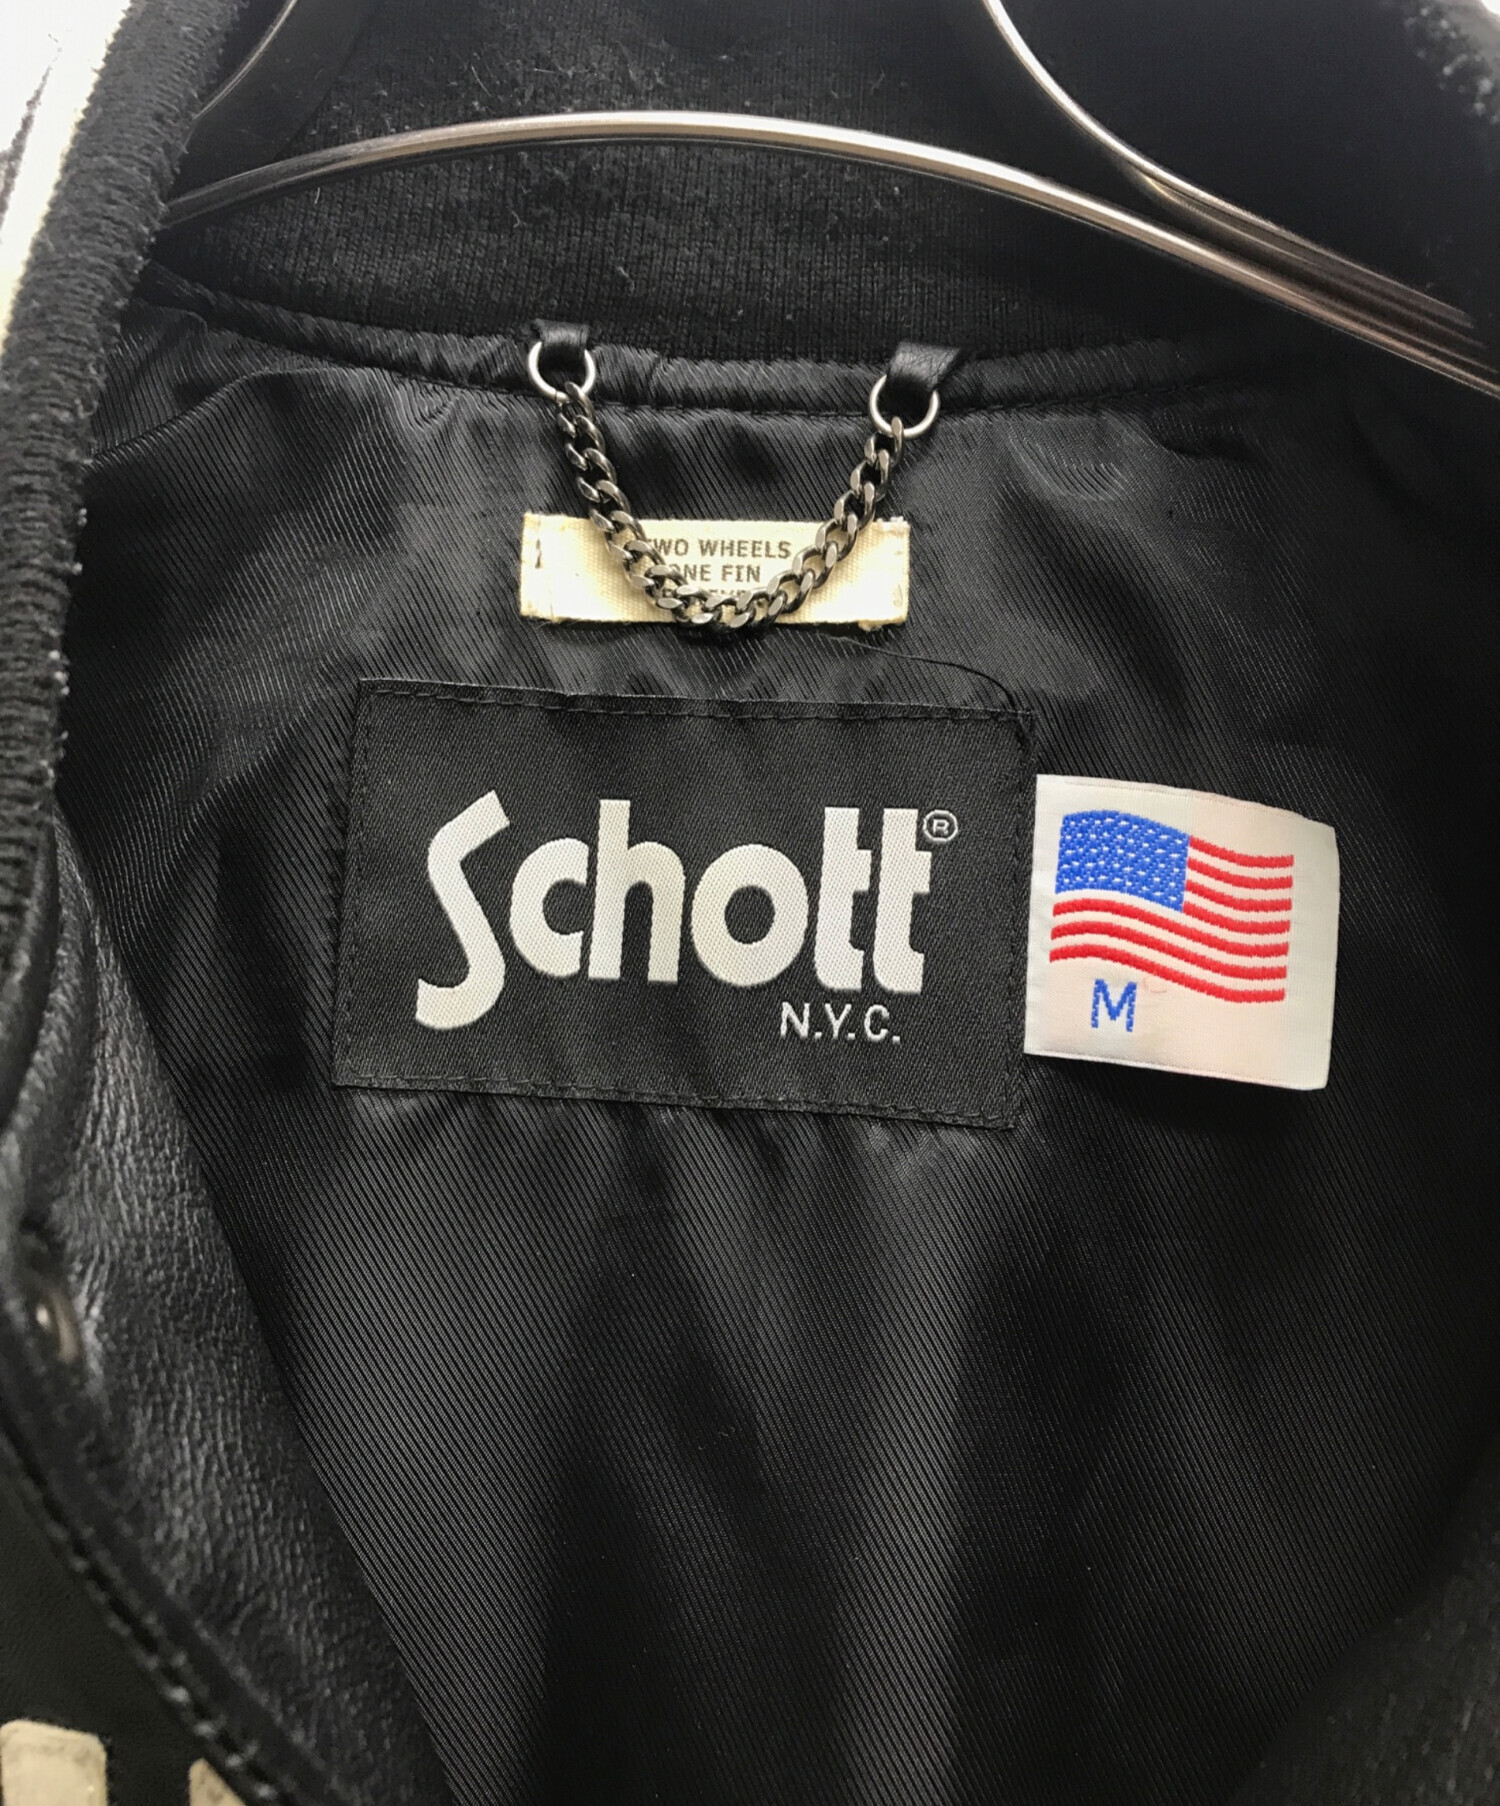 WO WHEELS
ONE FIN
Schott®
N.Y.C.
M